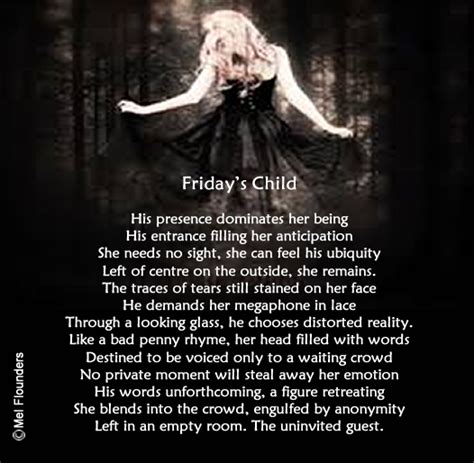 Friday's Child
His presence dominates her being
His entrance filling her anticipation
She needs no sight, she can feel his ubiquity
Left of centre on the outside, she remains.
The traces of tears still stained on her face
He demands her megaphone in lace
Through a looking glass, he chooses distorted reality.
Like a bad penny rhyme, her head filled with words
Destined to be voiced only to a waiting crowd
No private moment will steal away her emotion
His words unforthcoming, a figure retreating
She blends into the crowd, engulfed by anonymity
Left in an empty room. The uninvited guest.
©Mel Flounders